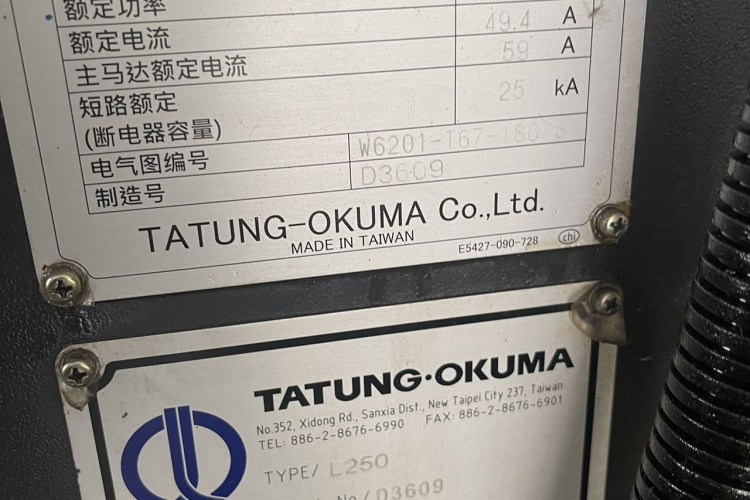 额定功率
额定电流 49.4 A
主马达额定电流 59 A
短路额定 25 kA
(断电器容量)
电气图编号 W6201-T67-180-3
制造号 D3609
TATUNG-OKUMA Co.,Ltd.
MADE IN TAIWAN
E5427-090-728 chi
TATUNG·OKUMA
No.352, Xidong Rd., Sanxia Dist., New Taipei City 237, Taiwan
TEL: 886-2-8676-6990 FAX: 886-2-8676-6901
TYPE/ L250
No/D3609